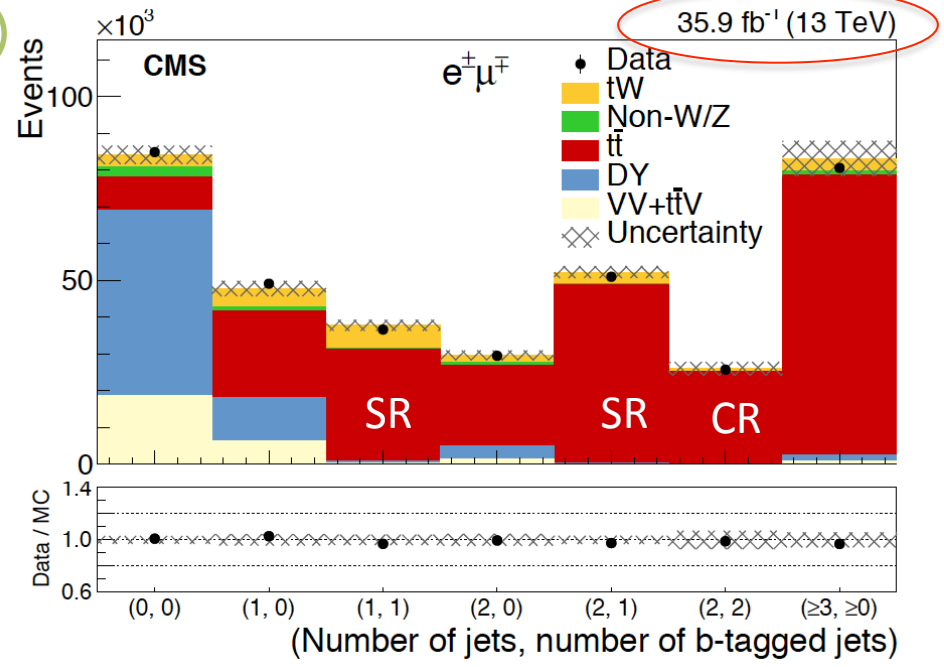 ×10³
35.9 fb⁻¹ (13 TeV)
CMS
e±μ∓
Events
100
50
0
Data
tW
Non-W/Z
tt̄
DY
VV+tt̄V
Uncertainty
SR
SR
CR
Data / MC
1.4
1.0
0.6
(0, 0) (1, 0) (1, 1) (2, 0) (2, 1) (2, 2) (≥3, ≥0)
(Number of jets, number of b-tagged jets)